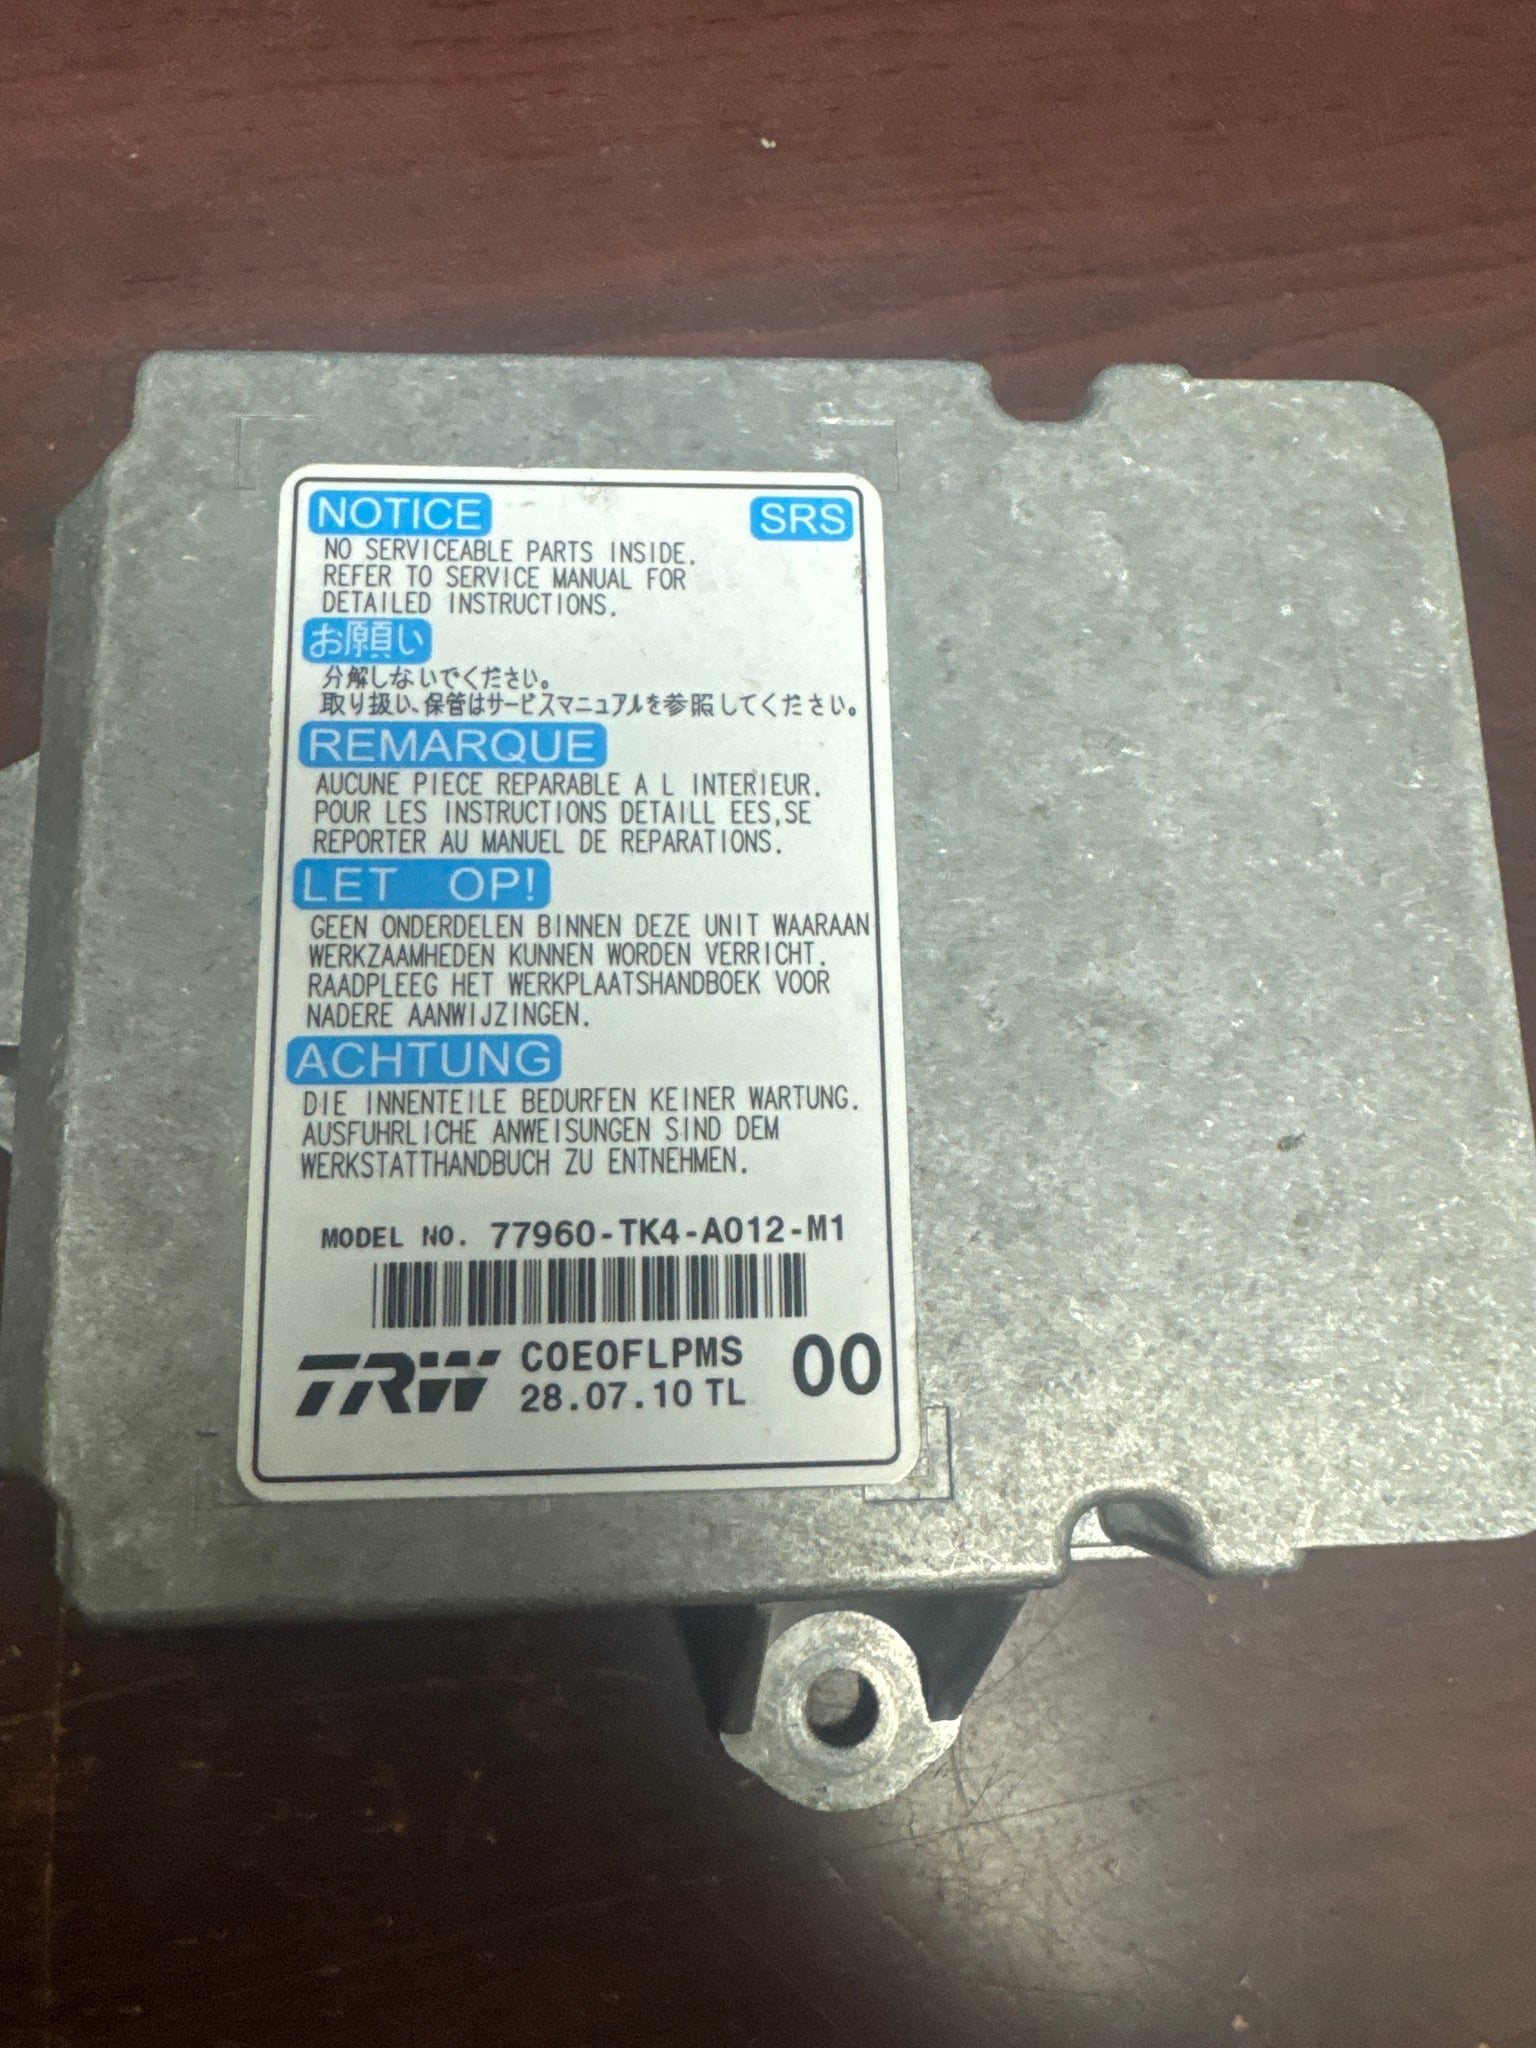 NOTICE SRS
NO SERVICEABLE PARTS INSIDE.
REFER TO SERVICE MANUAL FOR
DETAILED INSTRUCTIONS.
お願い
分解しないでください。
取り扱い、保管はサービスマニュアルを参照してください。
REMARQUE
AUCUNE PIECE REPARABLE A L INTERIEUR.
POUR LES INSTRUCTIONS DETAILL EES,SE
REPORTER AU MANUEL DE REPARATIONS.
LET OP!
GEEN ONDERDELEN BINNEN DEZE UNIT WAARAAN
WERKZAAMHEDEN KUNNEN WORDEN VERRICHT.
RAADPLEEG HET WERKPLAATSHANDBOEK VOOR
NADERE AANWIJZINGEN.
ACHTUNG
DIE INNENTEILE BEDURFEN KEINER WARTUNG.
AUSFUHRLICHE ANWEISUNGEN SIND DEM
WERKSTATTHANDBUCH ZU ENTNEHMEN.
MODEL NO. 77960-TK4-A012-M1
TRW C0E0FLPMS 00
28.07.10 TL